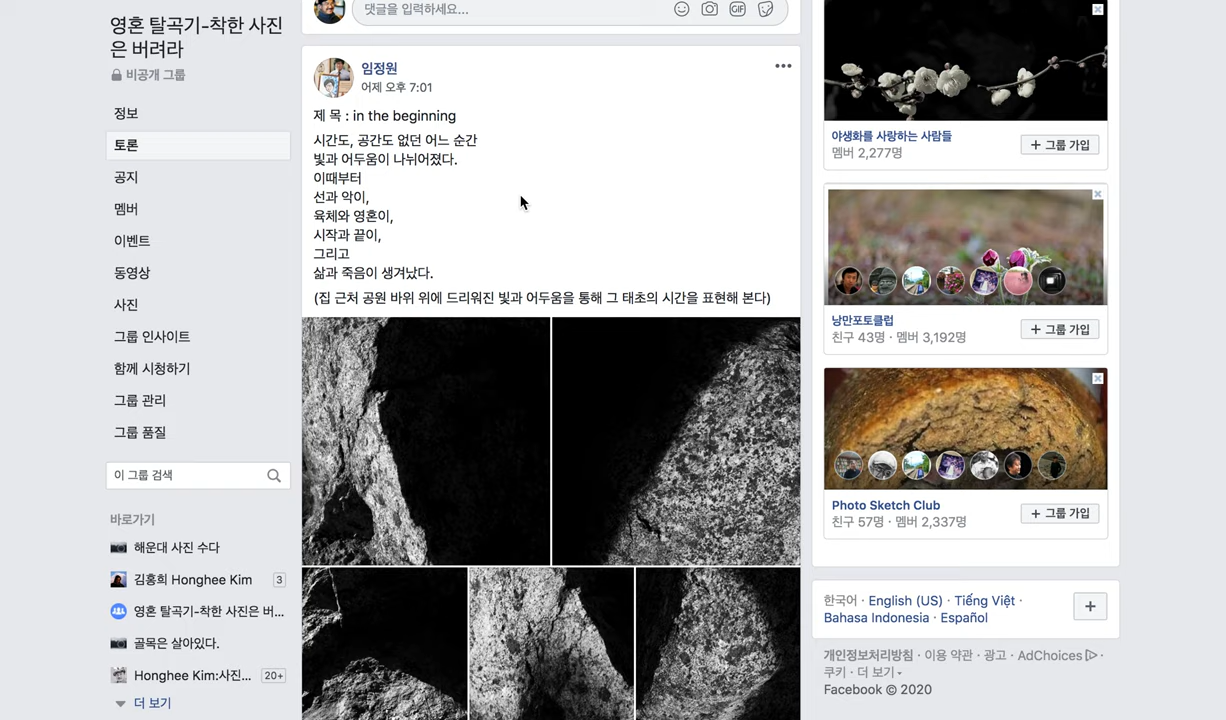 영혼 탈곡기-착한 사진
은 버려라
비공개 그룹
정보
토론
공지
멤버
이벤트
동영상
사진
그룹 인사이트
함께 시청하기
그룹 관리
그룹 품질
이 그룹 검색
바로가기
해운대 사진 수다
김홍희 Honghee Kim 3
영혼 탈곡기-착한 사진은 버...
골목은 살아있다.
Honghee Kim:사진... 20+
더 보기
댓글을 입력하세요...
GIF
임정원
어제 오후 7:01
제 목 : in the beginning
시간도, 공간도 없던 어느 순간
빛과 어두움이 나뉘어졌다.
이때부터
선과 악이,
육체와 영혼이,
시작과 끝이,
그리고
삶과 죽음이 생겨났다.
(집 근처 공원 바위 위에 드리워진 빛과 어두움을 통해 그 태초의 시간을 표현해 본다)
야생화를 사랑하는 사람들
멤버 2,277명
+ 그룹 가입
낭만포토클럽
친구 43명 · 멤버 3,192명
+ 그룹 가입
Photo Sketch Club
친구 57명 · 멤버 2,337명
+ 그룹 가입
한국어 · English (US) · Tiếng Việt ·
Bahasa Indonesia · Español
개인정보처리방침 · 이용 약관 · 광고 · AdChoices ·
쿠키 · 더 보기
Facebook © 2020